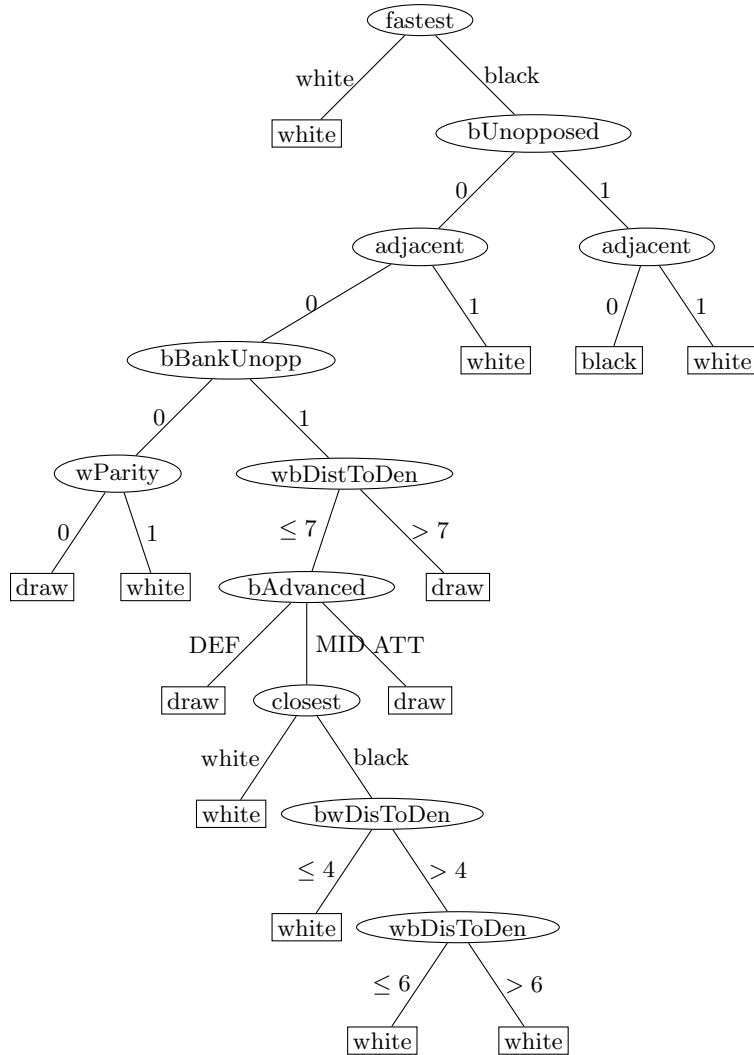 fastest
white black
white bUnopposed
0 1
adjacent adjacent
0 1 0 1
bBankUnopp white black white
0 1
wParity wbDistToDen
0 1 ≤ 7 > 7
draw white bAdvanced draw
DEF MID ATT
draw closest draw
white black
white bwDisToDen
≤ 4 > 4
white wbDisToDen
≤ 6 > 6
white white